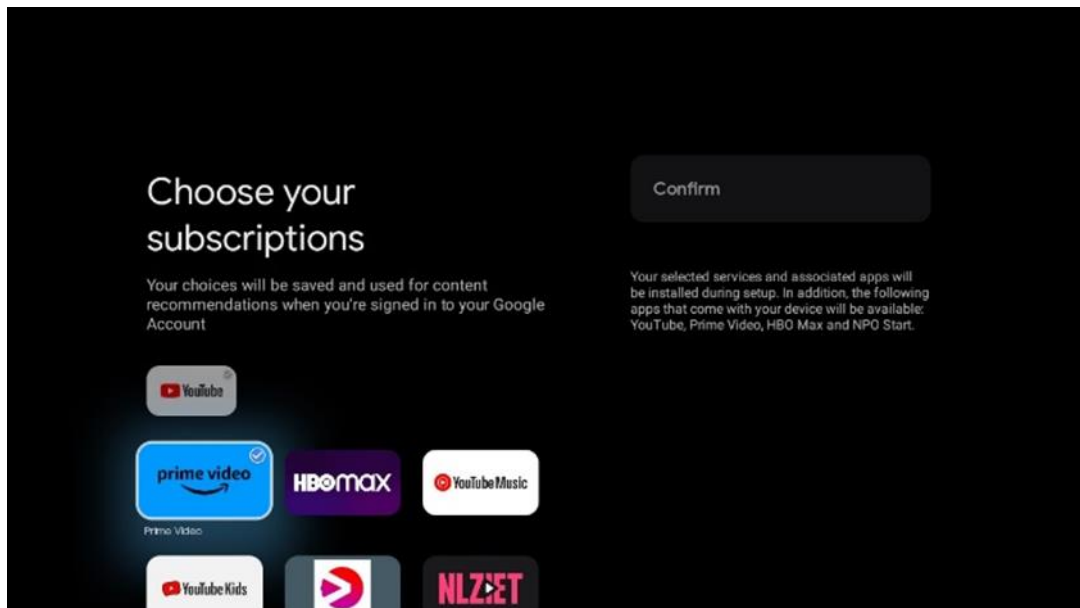 Choose your
subscriptions
Your choices will be saved and used for content
recommendations when you're signed in to your Google
Account
YouTube
prime video
HBOmax
YouTube Music
Prime Video
YouTube Kids
NLZIET
Confirm
Your selected services and associated apps will
be installed during setup. In addition, the following
apps that come with your device will be available:
YouTube, Prime Video, HBO Max and NPO Start.